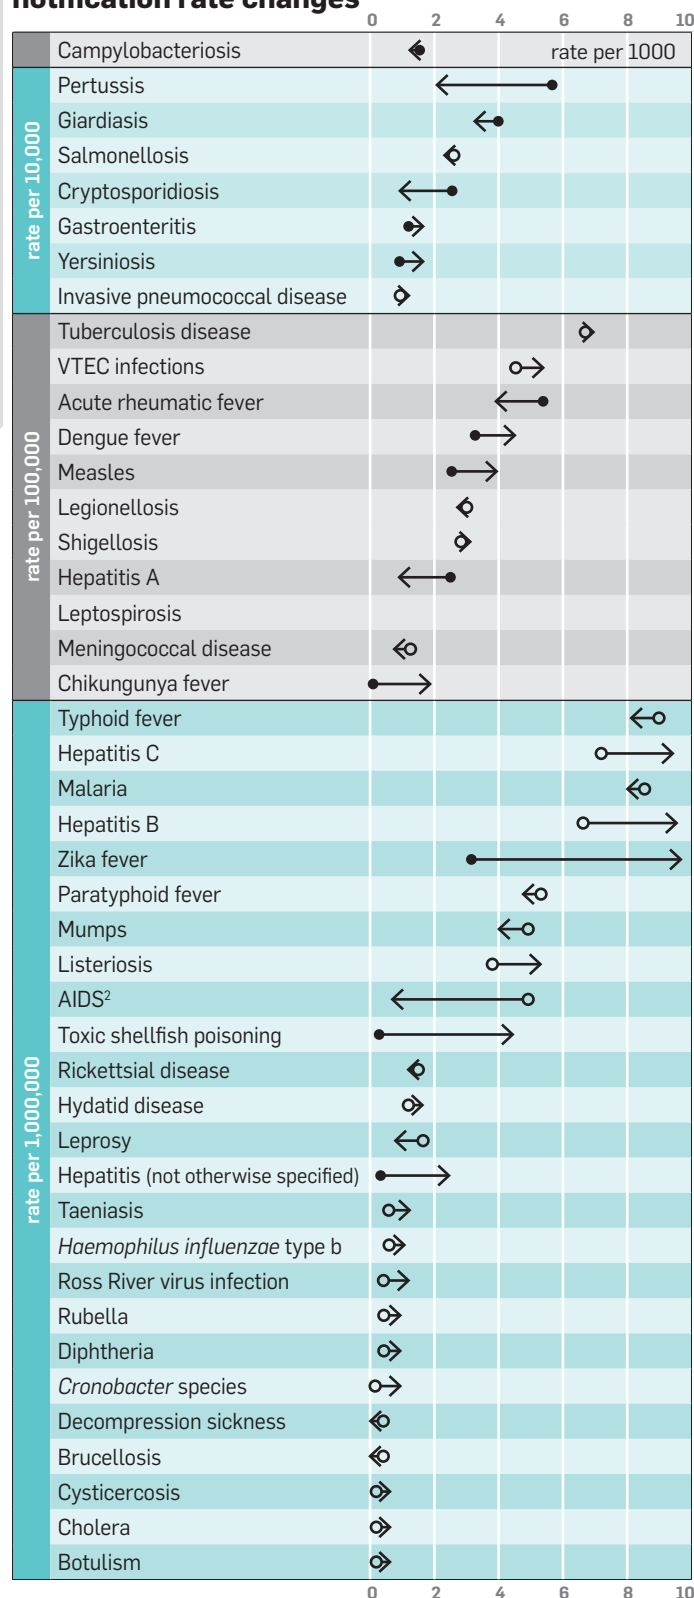 notification rate changes
0 2 4 6 8 10
Campylobacteriosis rate per 1000
rate per 10,000
Pertussis
Giardiasis
Salmonellosis
Cryptosporidiosis
Gastroenteritis
Yersiniosis
Invasive pneumococcal disease
rate per 100,000
Tuberculosis disease
VTEC infections
Acute rheumatic fever
Dengue fever
Measles
Legionellosis
Shigellosis
Hepatitis A
Leptospirosis
Meningococcal disease
Chikungunya fever
rate per 1,000,000
Typhoid fever
Hepatitis C
Malaria
Hepatitis B
Zika fever
Paratyphoid fever
Mumps
Listeriosis
AIDS²
Toxic shellfish poisoning
Rickettsial disease
Hydatid disease
Leprosy
Hepatitis (not otherwise specified)
Taeniasis
Haemophilus influenzae type b
Ross River virus infection
Rubella
Diphtheria
Cronobacter species
Decompression sickness
Brucellosis
Cysticercosis
Cholera
Botulism
0 2 4 6 8 10